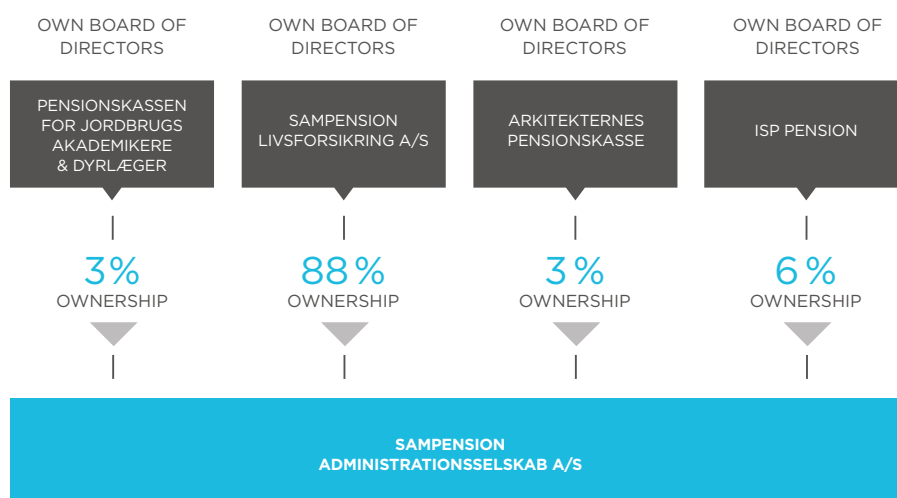 OWN BOARD OF
DIRECTORS
PENSIONSKASSEN
FOR JORDBRUGS
AKADEMIKERE
& DYRLÆGER
3 %
OWNERSHIP
OWN BOARD OF
DIRECTORS
SAMPENSION
LIVSFORSIKRING A/S
88 %
OWNERSHIP
OWN BOARD OF
DIRECTORS
ARKITEKTERNES
PENSIONSKASSE
3 %
OWNERSHIP
OWN BOARD OF
DIRECTORS
ISP PENSION
6 %
OWNERSHIP
SAMPENSION
ADMINISTRATIONSSELSKAB A/S